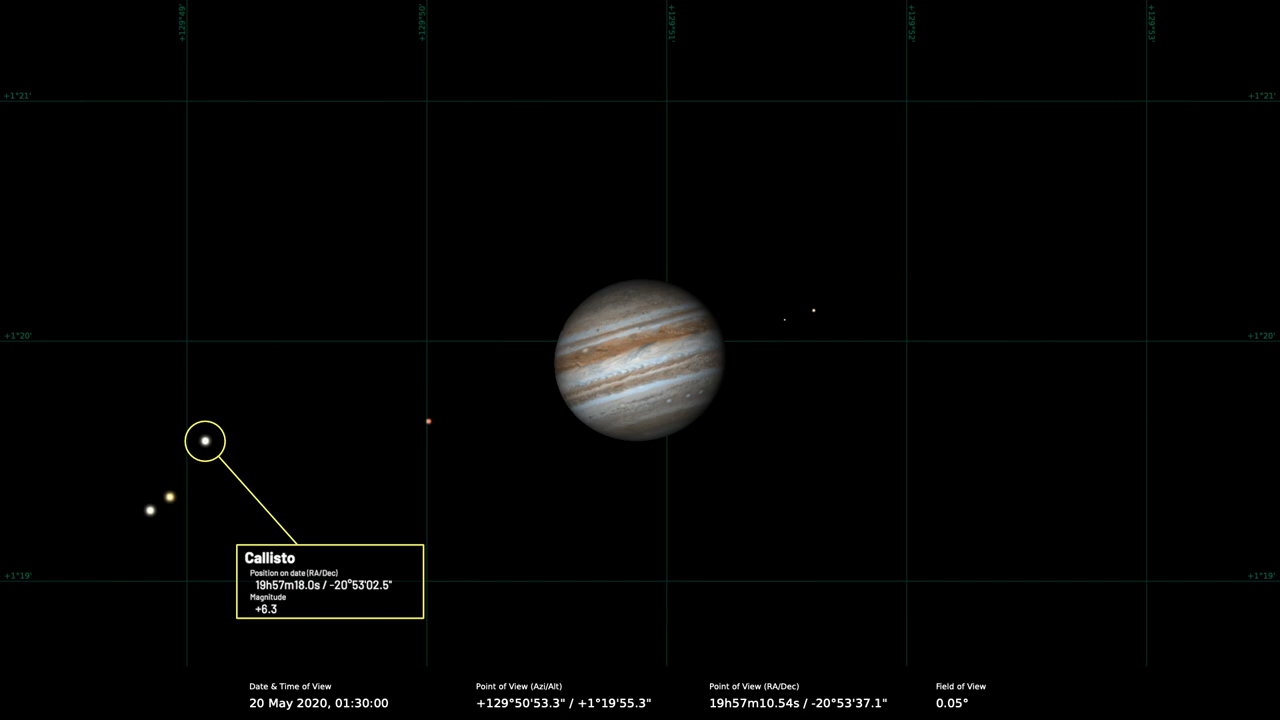 +129°49'
+129°50'
+129°51'
+129°52'
+129°53'
+1°21'
+1°21'
+1°20'
+1°20'
+1°19'
+1°19'
Callisto
Position on date (RA/Dec)
19h57m18.0s / -20°53'02.5"
Magnitude
+6.3
Date & Time of View
20 May 2020, 01:30:00
Point of View (Azi/Alt)
+129°50'53.3" / +1°19'55.3"
Point of View (RA/Dec)
19h57m10.54s / -20°53'37.1"
Field of View
0.05°